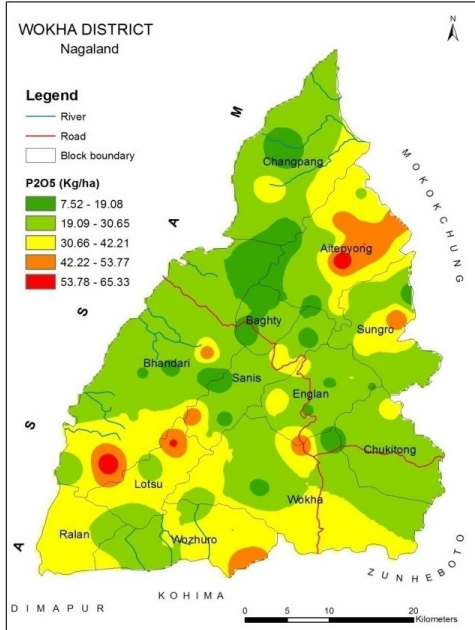 WOKHA DISTRICT
Nagaland
N
Legend
River
Road
Block boundary
P2O5 (Kg/ha)
7.52 - 19.08
19.09 - 30.65
30.66 - 42.21
42.22 - 53.77
53.78 - 65.33
A S S A M
MOKOKCHUNG
Changpang
Aitepyong
Baghty
Sungro
Bhandari
Sanis
Englan
Chukitong
Lotsu
Wokha
Ralan
Wozhuro
ZUNHEBOTO
KOHIMA
DIMAPUR
0 5 10 20
Kilometers